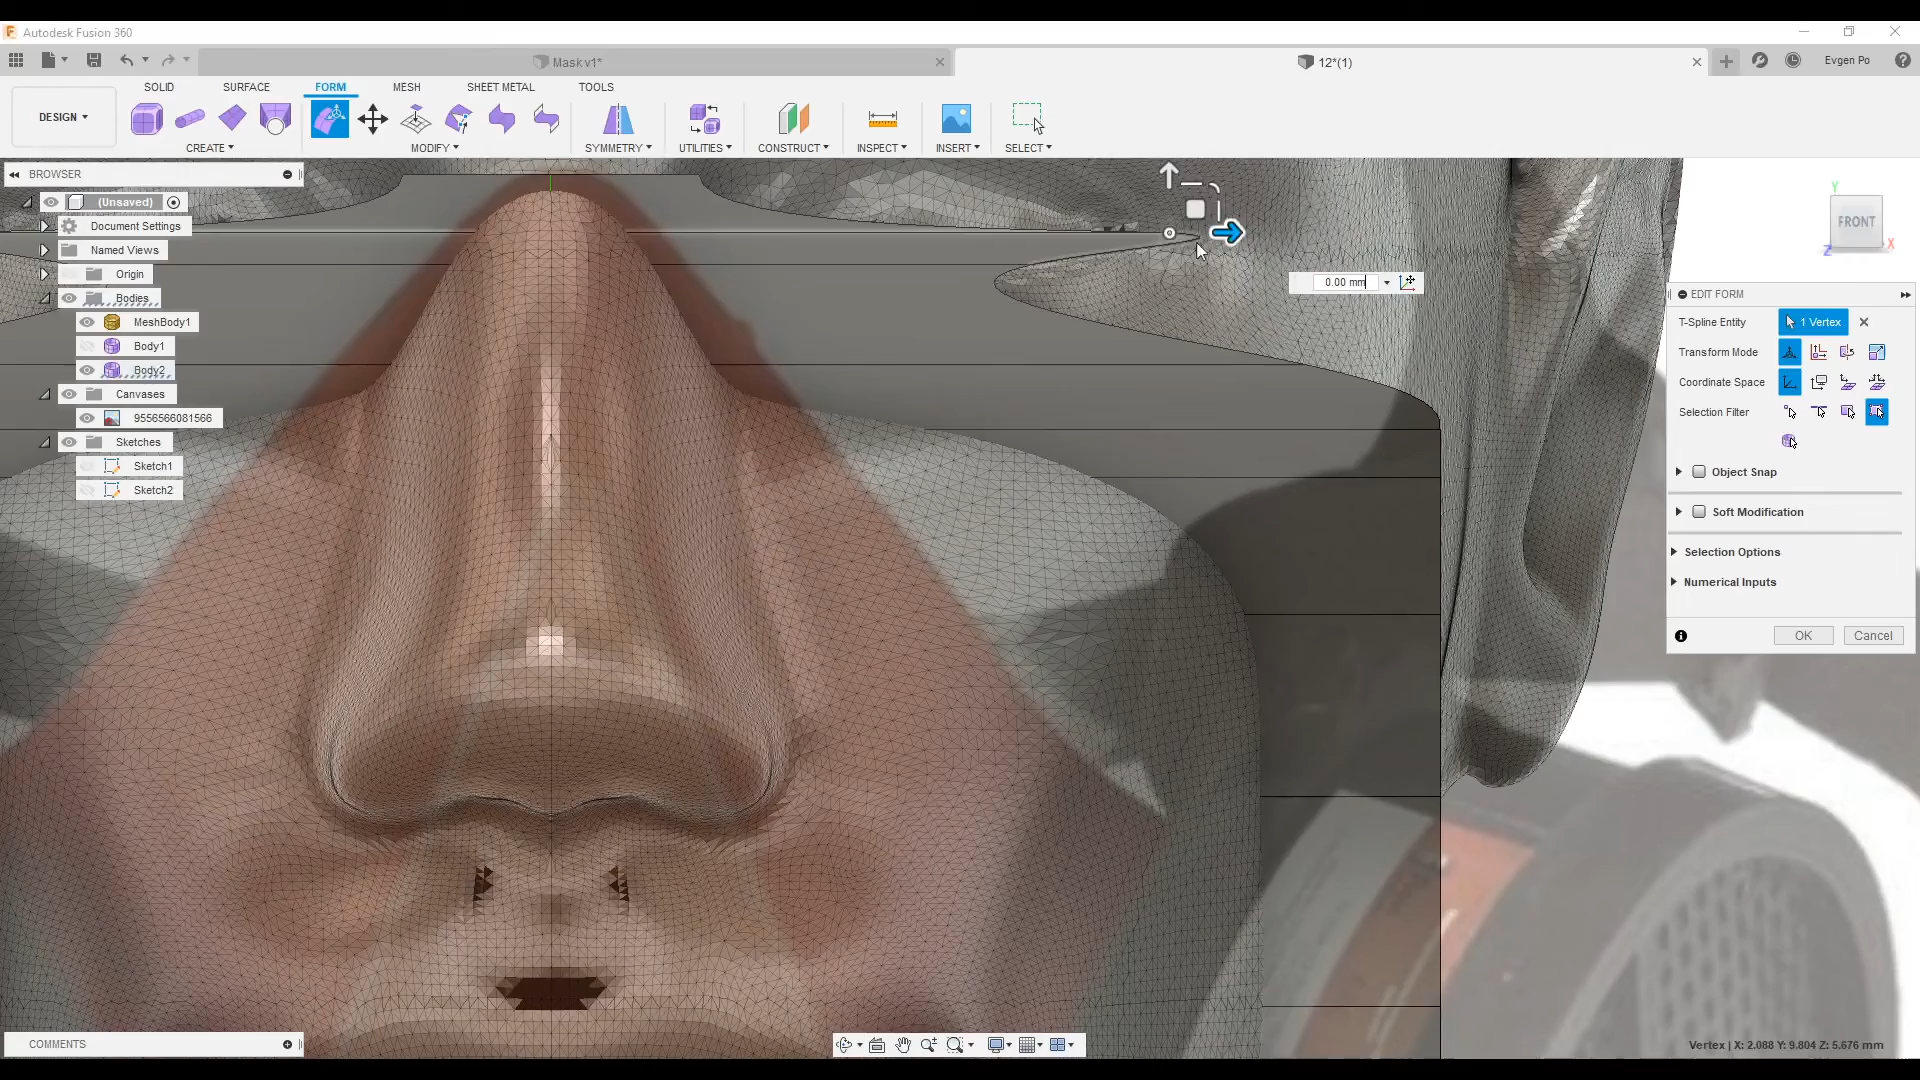 Autodesk Fusion 360
Mask v1*
12*(1)
Evgen Po
DESIGN
SOLID
SURFACE
FORM
MESH
SHEET METAL
TOOLS
CREATE
MODIFY
SYMMETRY
UTILITIES
CONSTRUCT
INSPECT
INSERT
SELECT
BROWSER
(Unsaved)
Document Settings
Named Views
Origin
Bodies
MeshBody1
Body1
Body2
Canvases
9556566081566
Sketches
Sketch1
Sketch2
0.00 mm
Y
FRONT
Z
X
EDIT FORM
T-Spline Entity
1 Vertex
Transform Mode
Coordinate Space
Selection Filter
Object Snap
Soft Modification
Selection Options
Numerical Inputs
OK
Cancel
COMMENTS
Vertex | X: 2.088 Y: 9.804 Z: 5.676 mm